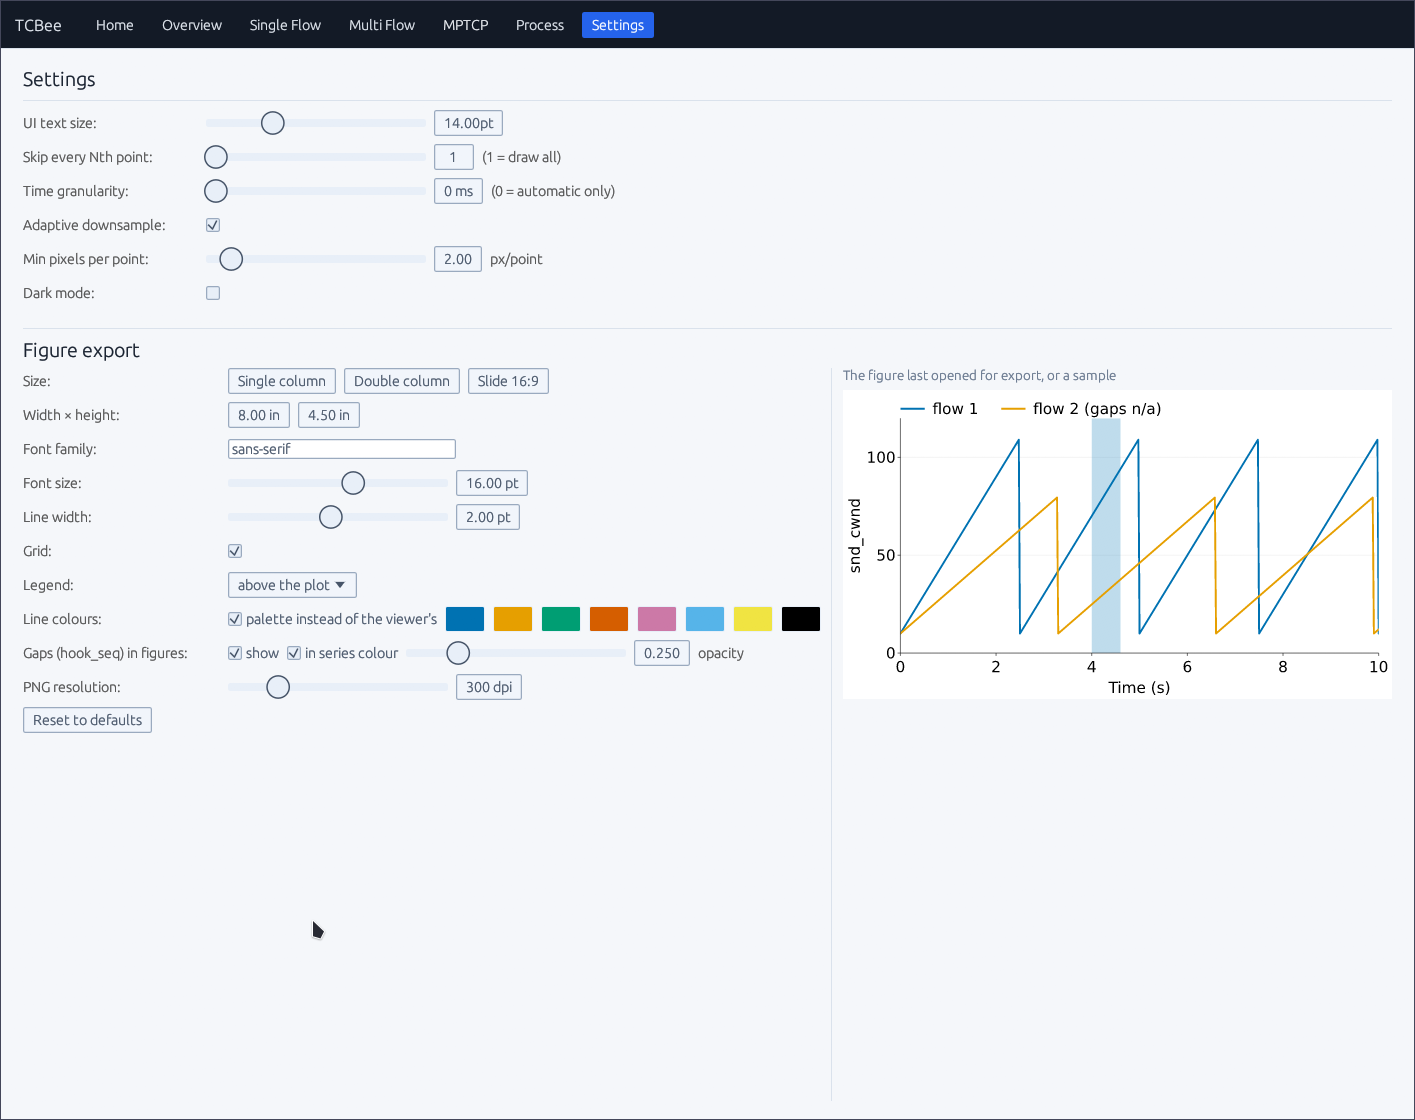 TCBee Home Overview Single Flow Multi Flow MPTCP Process Settings
Settings
UI text size: 14.00pt
Skip every Nth point: 1 (1 = draw all)
Time granularity: 0 ms (0 = automatic only)
Adaptive downsample:
Min pixels per point: 2.00 px/point
Dark mode:
Figure export
Size: Single column Double column Slide 16:9
Width × height: 8.00 in 4.50 in
Font family: sans-serif
Font size: 16.00 pt
Line width: 2.00 pt
Grid:
Legend: above the plot
Line colours: palette instead of the viewer's
Gaps (hook_seq) in figures: show in series colour 0.250 opacity
PNG resolution: 300 dpi
Reset to defaults
The figure last opened for export, or a sample
flow 1 flow 2 (gaps n/a)
100
50
0
snd_cwnd
0 2 4 6 8 10
Time (s)